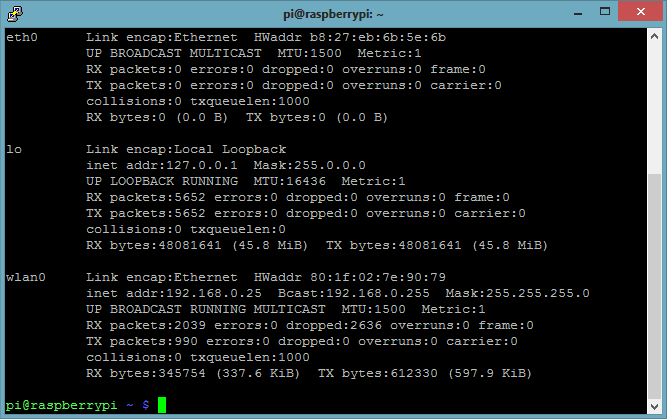 pi@raspberrypi: ~
eth0 Link encap:Ethernet HWaddr b8:27:eb:6b:5e:6b
UP BROADCAST MULTICAST MTU:1500 Metric:1
RX packets:0 errors:0 dropped:0 overruns:0 frame:0
TX packets:0 errors:0 dropped:0 overruns:0 carrier:0
collisions:0 txqueuelen:1000
RX bytes:0 (0.0 B) TX bytes:0 (0.0 B)
lo Link encap:Local Loopback
inet addr:127.0.0.1 Mask:255.0.0.0
UP LOOPBACK RUNNING MTU:16436 Metric:1
RX packets:5652 errors:0 dropped:0 overruns:0 frame:0
TX packets:5652 errors:0 dropped:0 overruns:0 carrier:0
collisions:0 txqueuelen:0
RX bytes:48081641 (45.8 MiB) TX bytes:48081641 (45.8 MiB)
wlan0 Link encap:Ethernet HWaddr 80:1f:02:7e:90:79
inet addr:192.168.0.25 Bcast:192.168.0.255 Mask:255.255.255.0
UP BROADCAST RUNNING MULTICAST MTU:1500 Metric:1
RX packets:2039 errors:0 dropped:2636 overruns:0 frame:0
TX packets:990 errors:0 dropped:0 overruns:0 carrier:0
collisions:0 txqueuelen:1000
RX bytes:345754 (337.6 KiB) TX bytes:612330 (597.9 KiB)
pi@raspberrypi ~ $